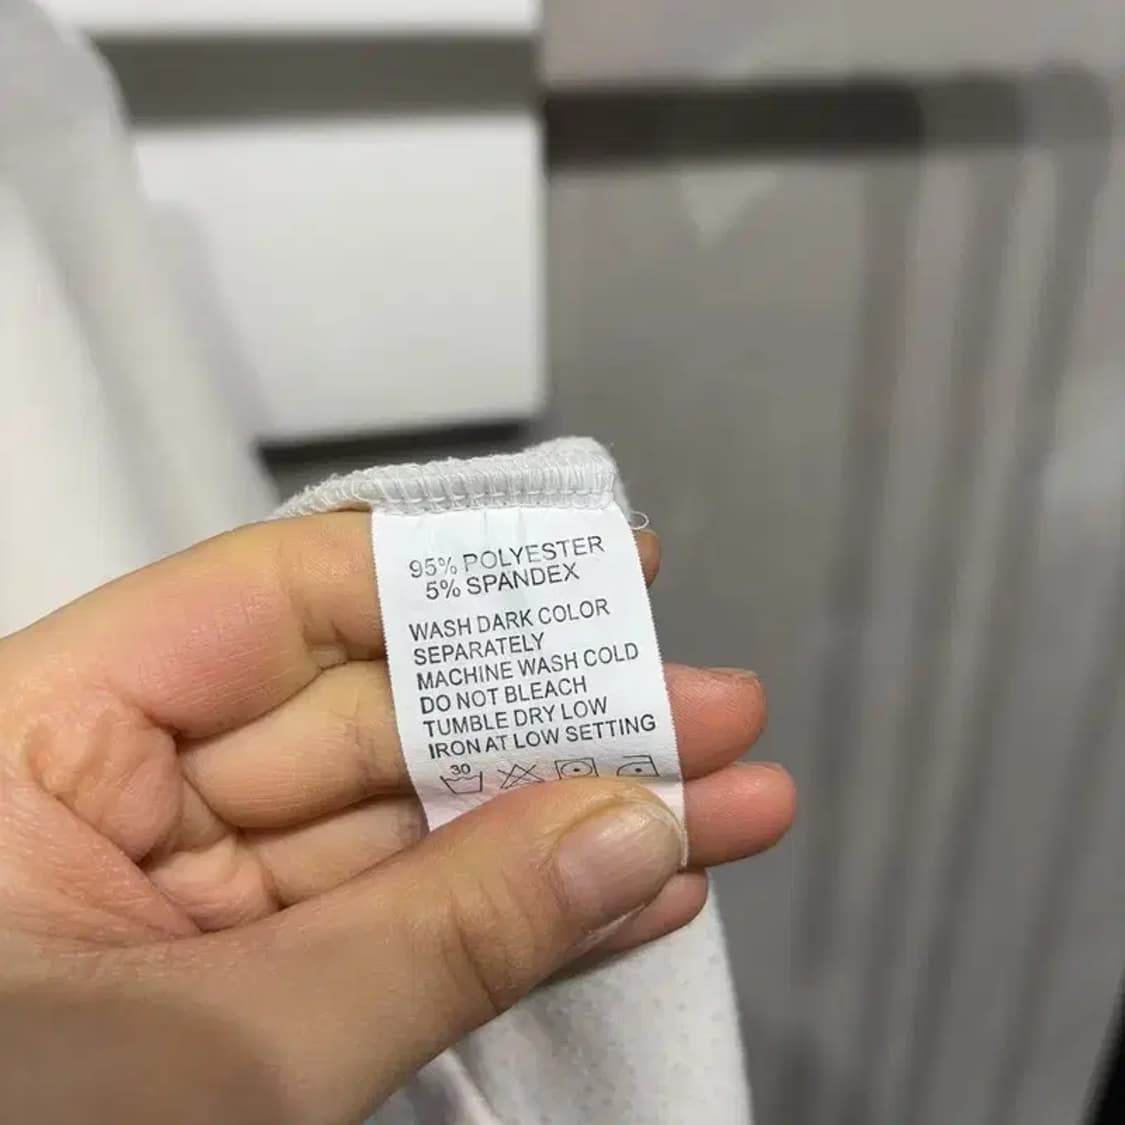 95% POLYESTER
5% SPANDEX
WASH DARK COLOR
SEPARATELY
MACHINE WASH COLD
DO NOT BLEACH
TUMBLE DRY LOW
IRON AT LOW SETTING
30